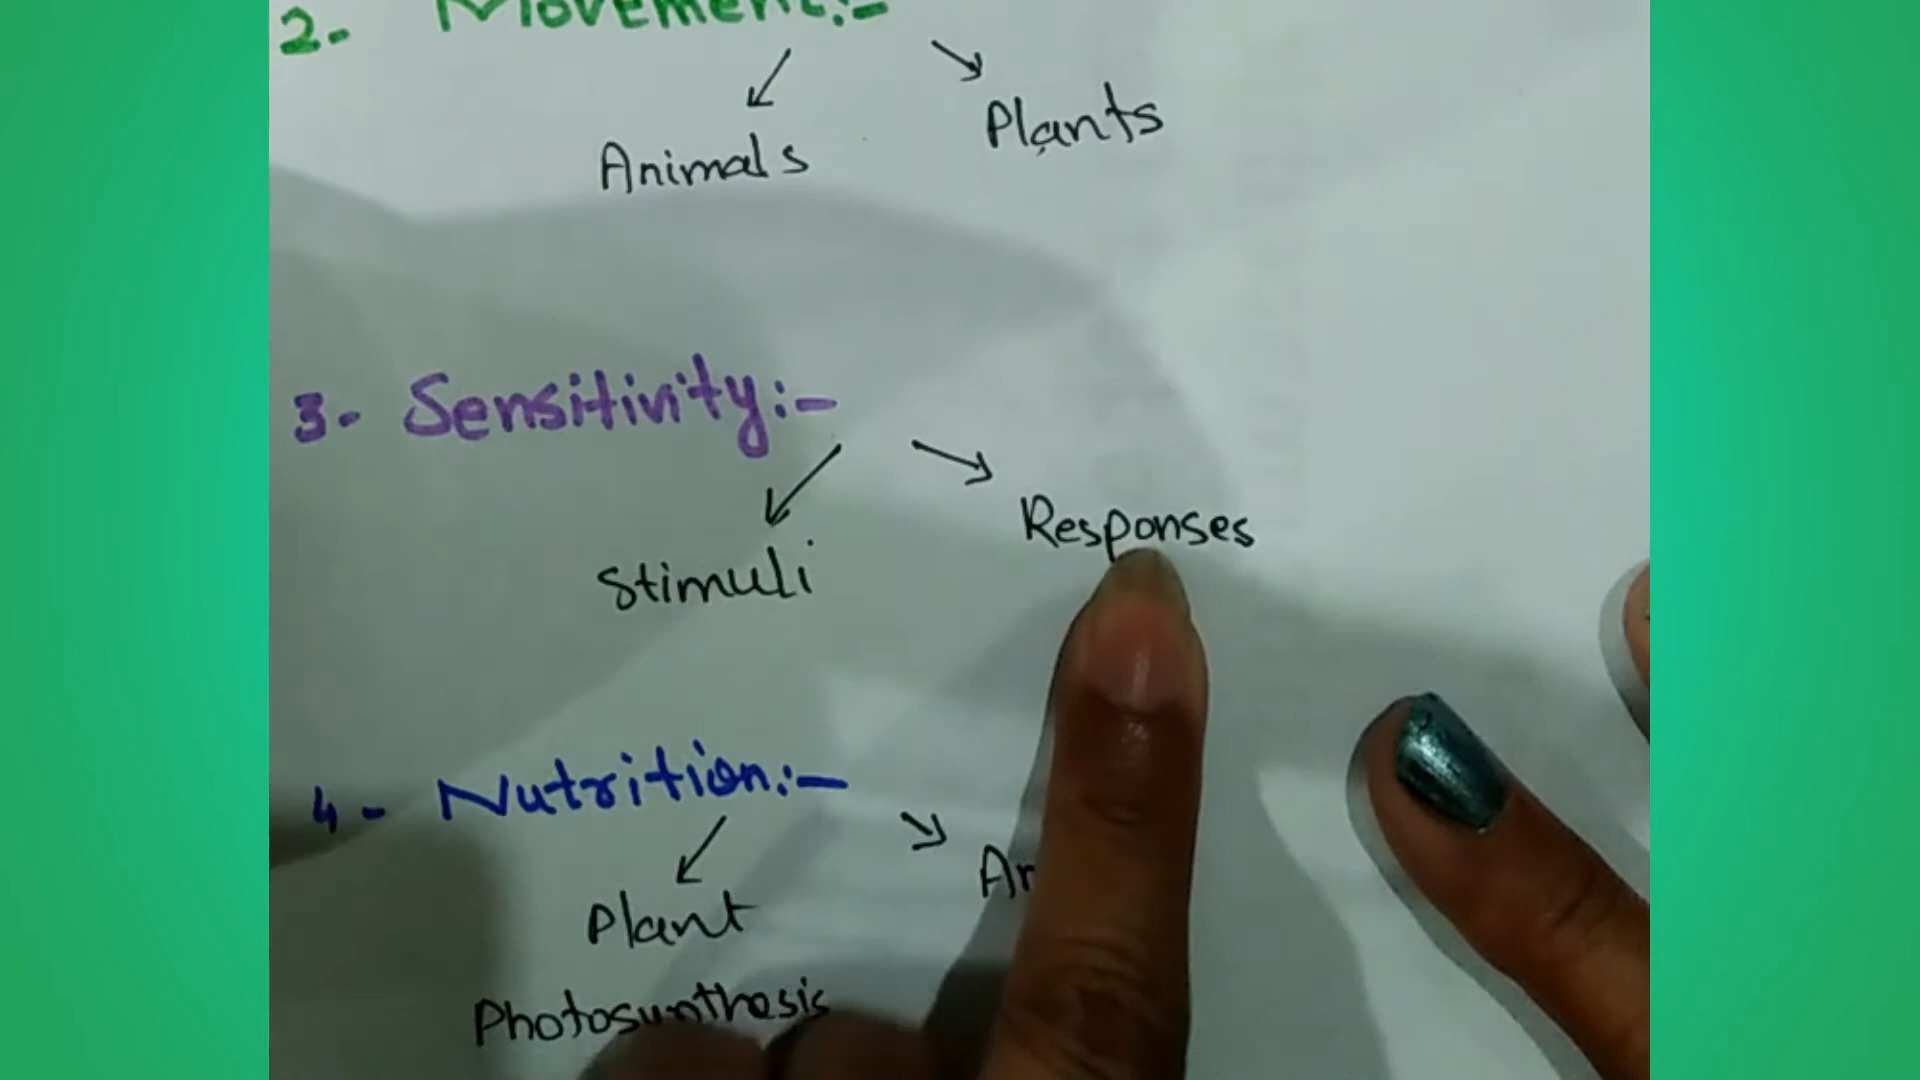 2- Movement:-
Animals
Plants
3- Sensitivity:-
Stimuli
Responses
4- Nutrition:-
Plant
Photosynthesis